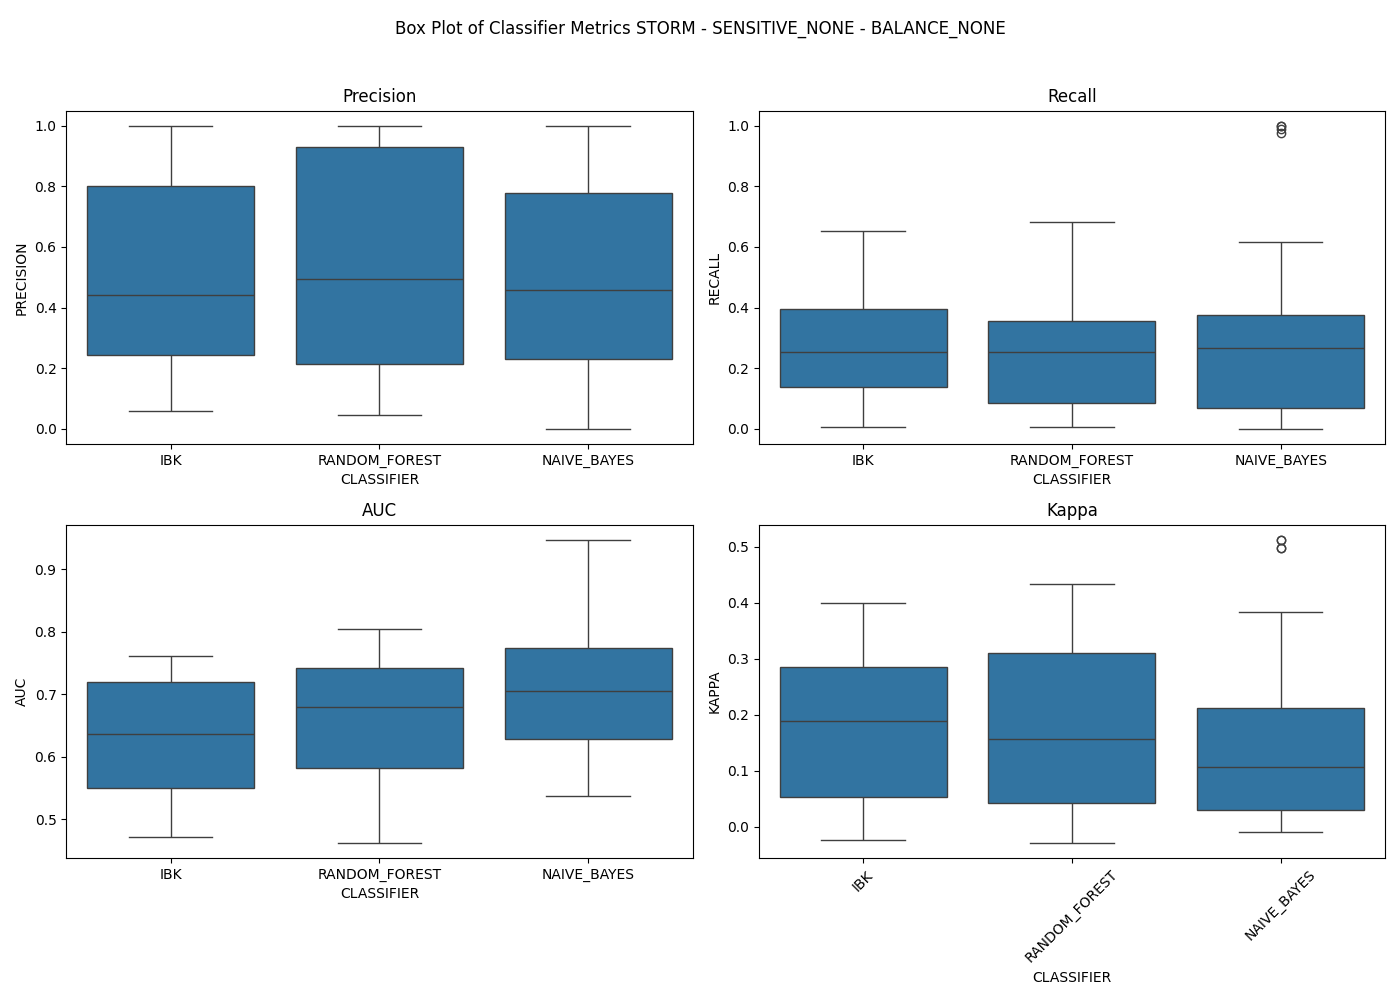 Box Plot of Classifier Metrics STORM - SENSITIVE_NONE - BALANCE_NONE
Precision
1.0
0.8
0.6
0.4
0.2
0.0
PRECISION
IBK RANDOM_FOREST NAIVE_BAYES
CLASSIFIER
Recall
1.0
0.8
0.6
0.4
0.2
0.0
RECALL
IBK RANDOM_FOREST NAIVE_BAYES
CLASSIFIER
AUC
0.9
0.8
0.7
0.6
0.5
AUC
IBK RANDOM_FOREST NAIVE_BAYES
CLASSIFIER
Kappa
0.5
0.4
0.3
0.2
0.1
0.0
KAPPA
IBK RANDOM_FOREST NAIVE_BAYES
CLASSIFIER